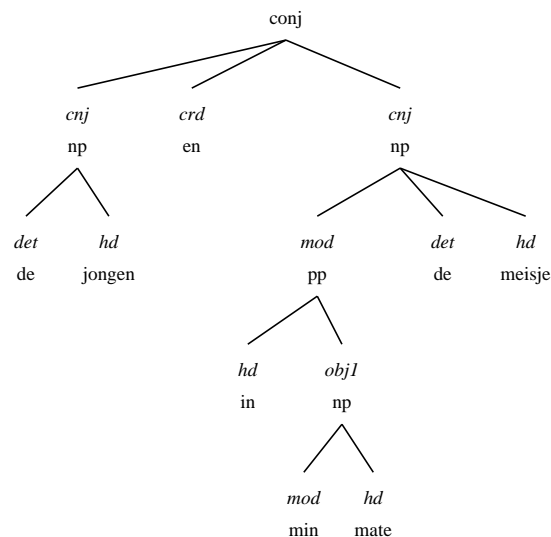 conj
cnj crd cnj
np en np
det hd mod det hd
de jongen pp de meisje
hd obj1
in np
mod hd
min mate